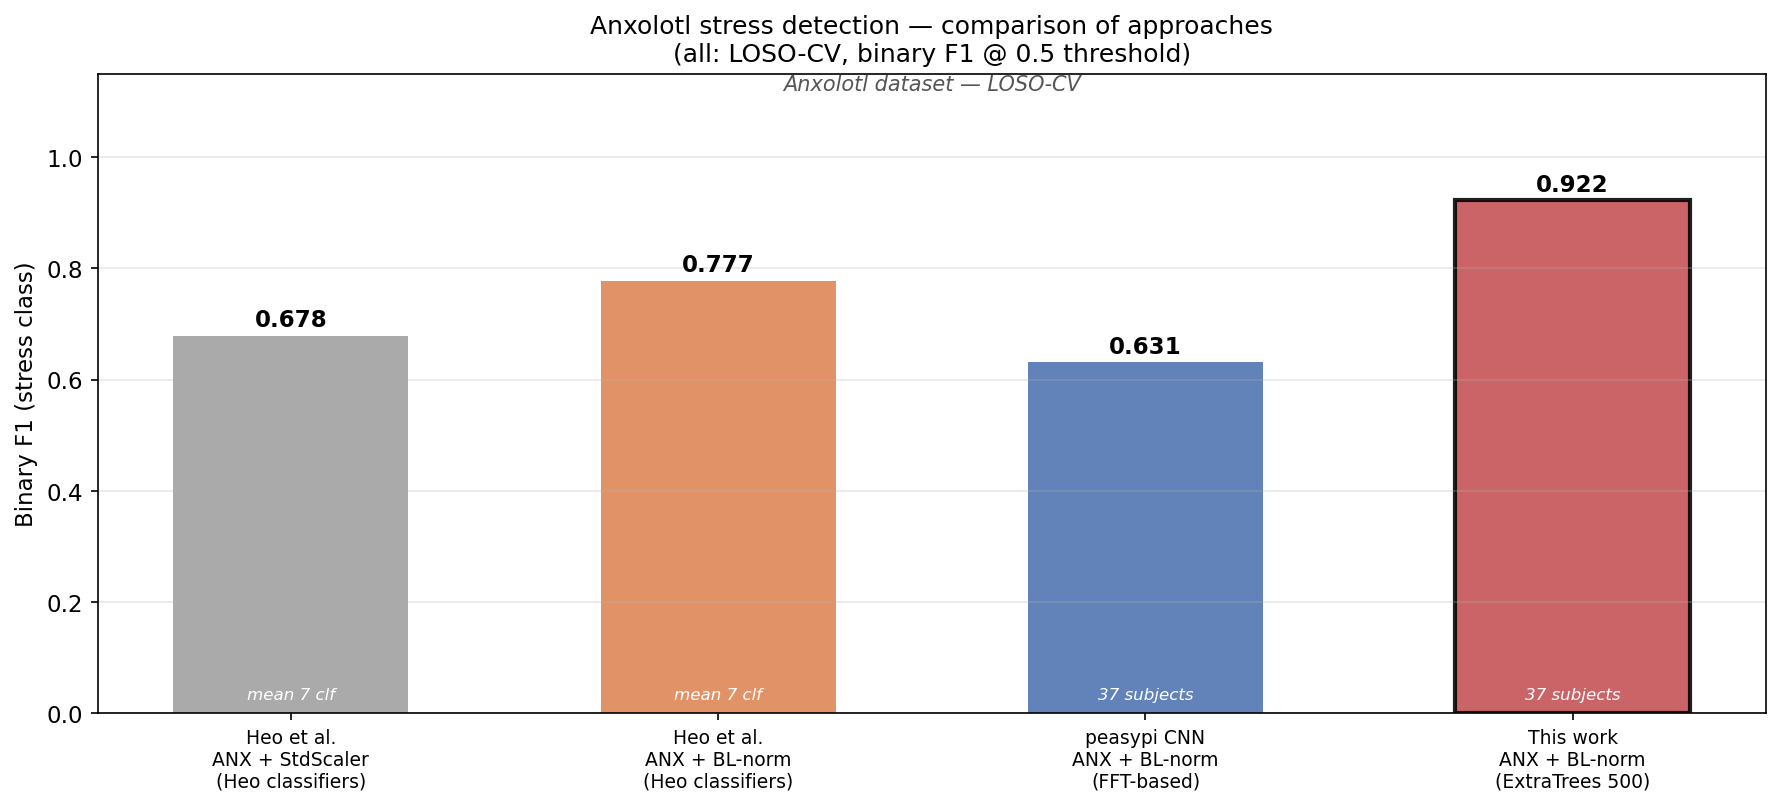 Anxolotl stress detection — comparison of approaches
(all: LOSO-CV, binary F1 @ 0.5 threshold)
Anxolotl dataset — LOSO-CV
Binary F1 (stress class)
1.0
0.8
0.6
0.4
0.2
0.0
0.678
0.777
0.631
0.922
mean 7 clf
mean 7 clf
37 subjects
37 subjects
Heo et al.
ANX + StdScaler
(Heo classifiers)
Heo et al.
ANX + BL-norm
(Heo classifiers)
peasypi CNN
ANX + BL-norm
(FFT-based)
This work
ANX + BL-norm
(ExtraTrees 500)